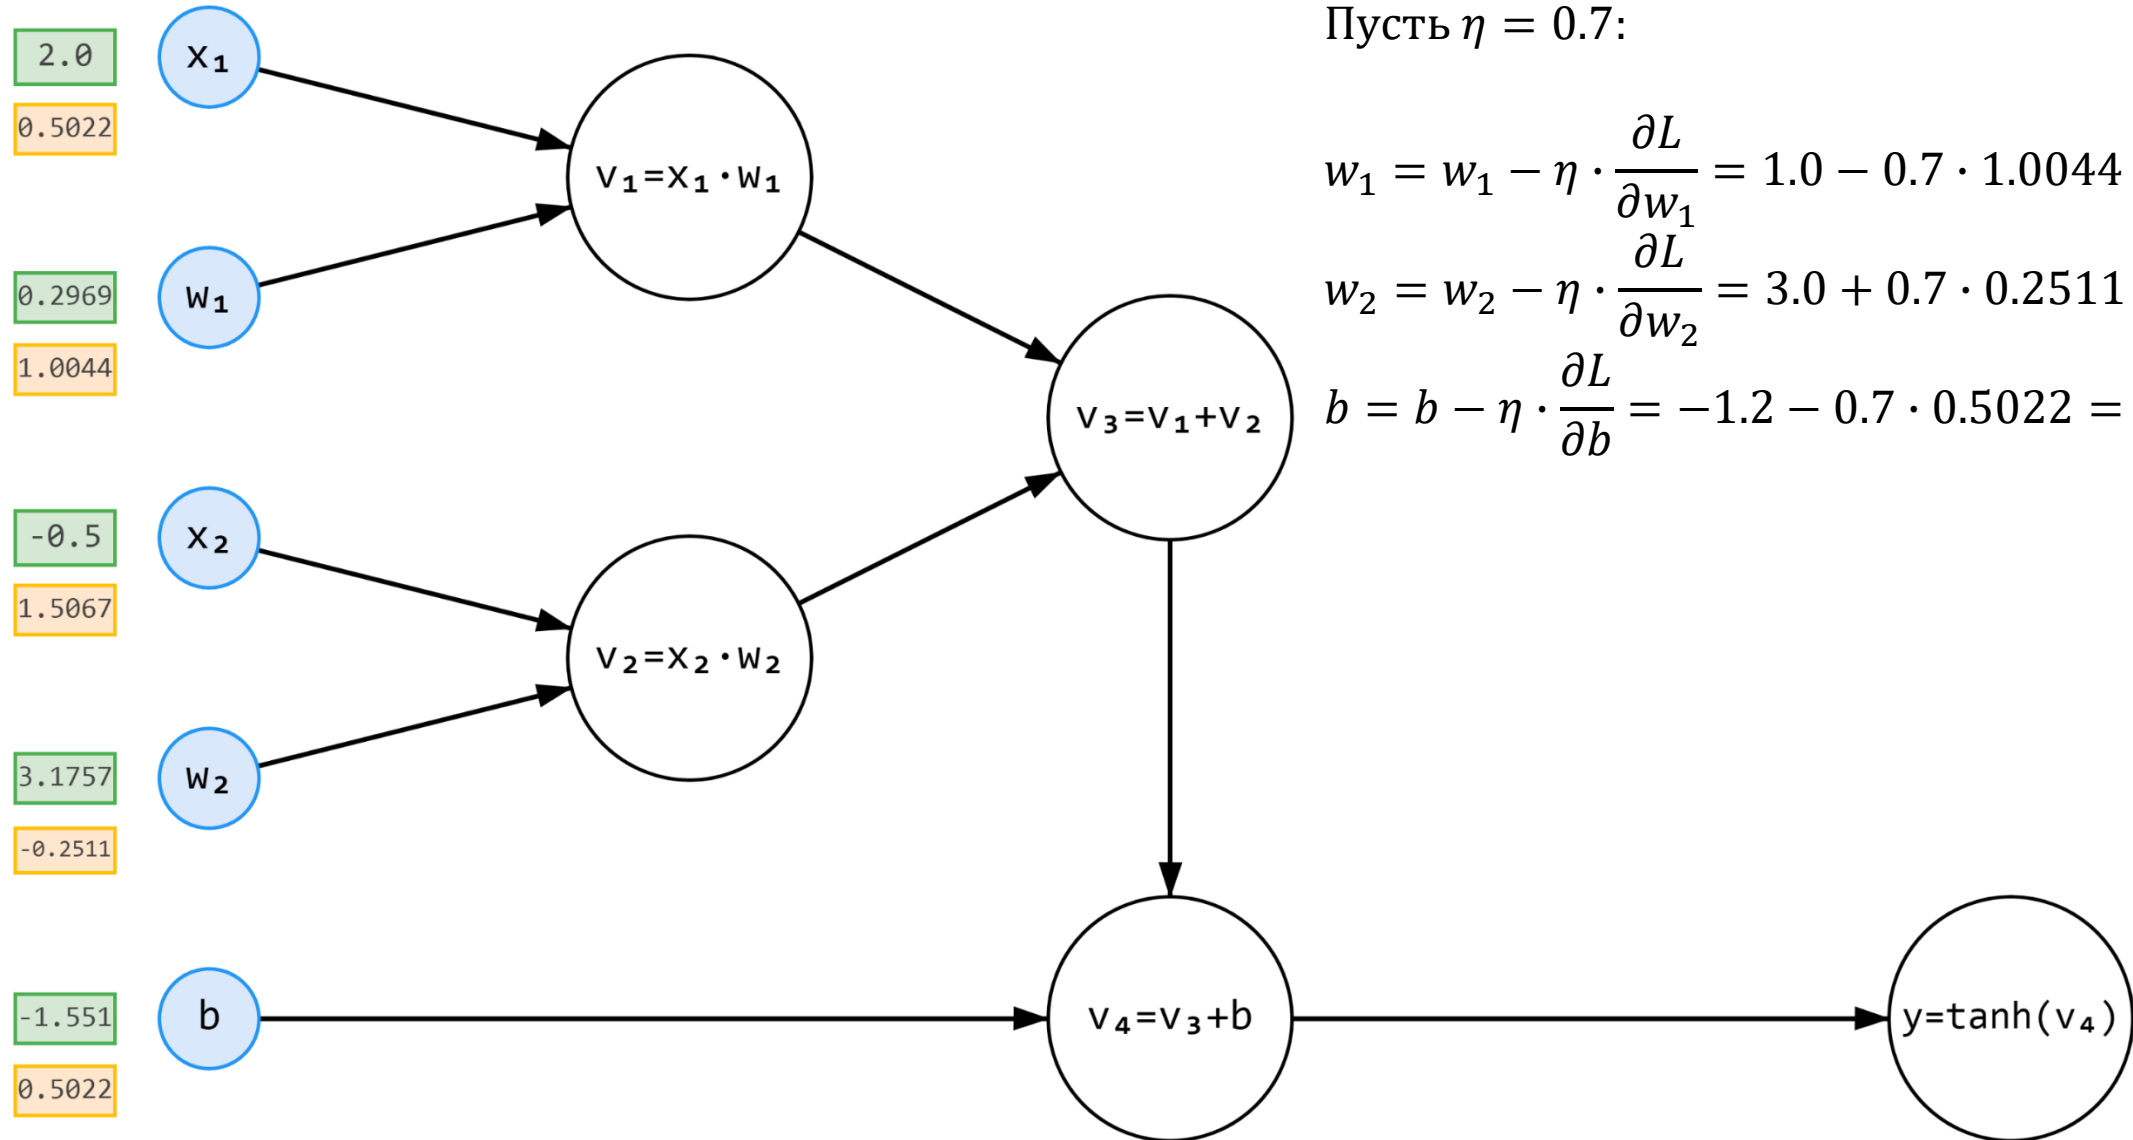 Пусть η = 0.7:
2.0
x₁
0.5022
v₁=x₁·w₁
w₁ = w₁ − η · ∂L/∂w₁ = 1.0 − 0.7 · 1.0044
0.2969
w₁
1.0044
w₂ = w₂ − η · ∂L/∂w₂ = 3.0 + 0.7 · 0.2511
v₃=v₁+v₂
b = b − η · ∂L/∂b = −1.2 − 0.7 · 0.5022 =
-0.5
x₂
1.5067
v₂=x₂·w₂
3.1757
w₂
-0.2511
-1.551
b
0.5022
v₄=v₃+b
y=tanh(v₄)